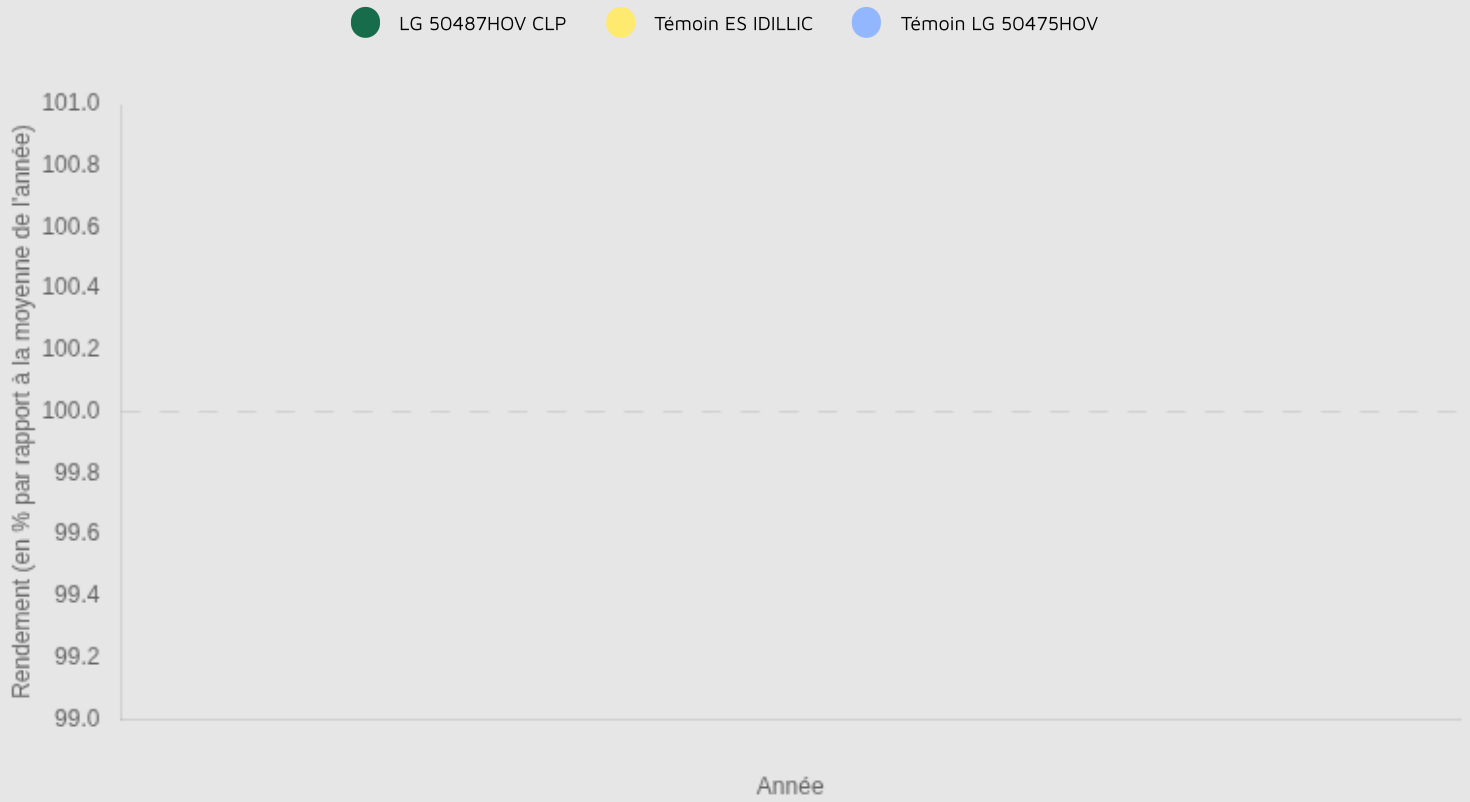 LG 50487HOV CLP
Témoin ES IDILLIC
Témoin LG 50475HOV
Rendement (en % par rapport à la moyenne de l'année)
101.0
100.8
100.6
100.4
100.2
100.0
99.8
99.6
99.4
99.2
99.0
Année